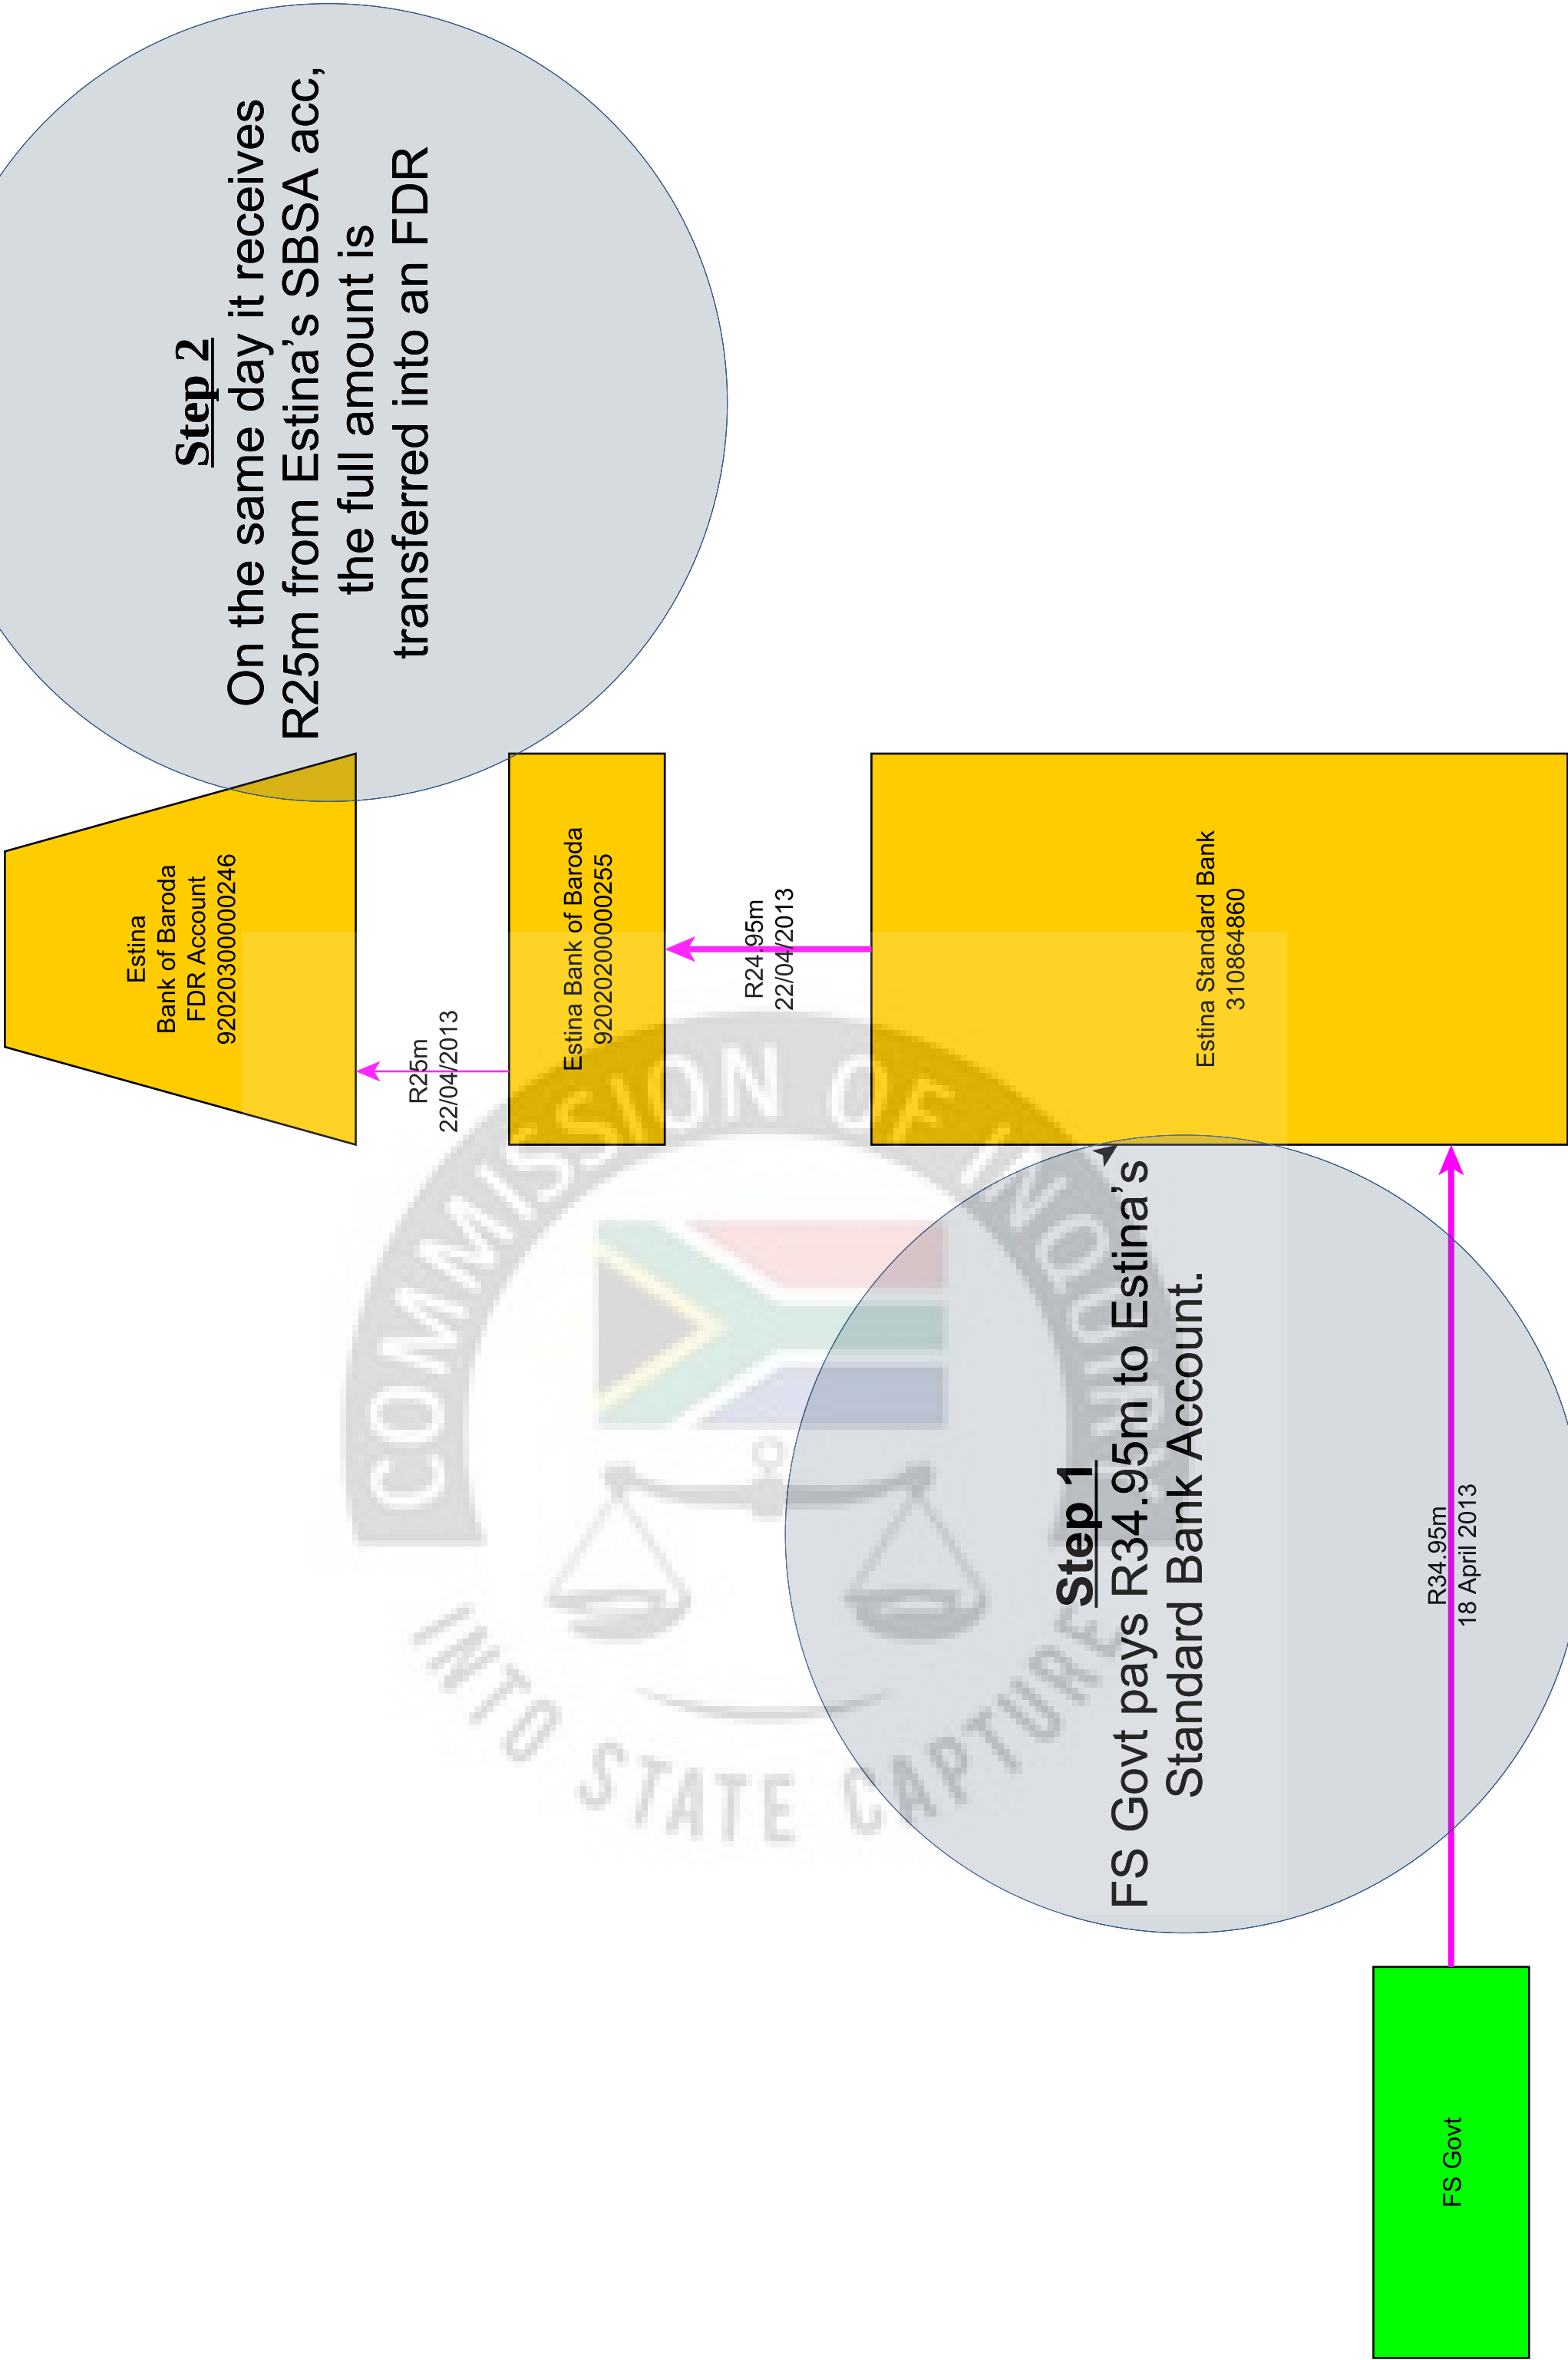 Step 2
On the same day it receives
R25m from Estina’s SBSA acc,
the full amount is
transferred into an FDR
Estina
Bank of Baroda
FDR Account
92020300000246
R25m
22/04/2013
Estina Bank of Baroda
92020200000255
R24.95m
22/04/2013
Estina Standard Bank
310864860
Step 1
FS Govt pays R34.95m to Estina’s
Standard Bank Account.
R34.95m
18 April 2013
FS Govt
COMMISSION OF INQUIRY
INTO STATE CAPTURE